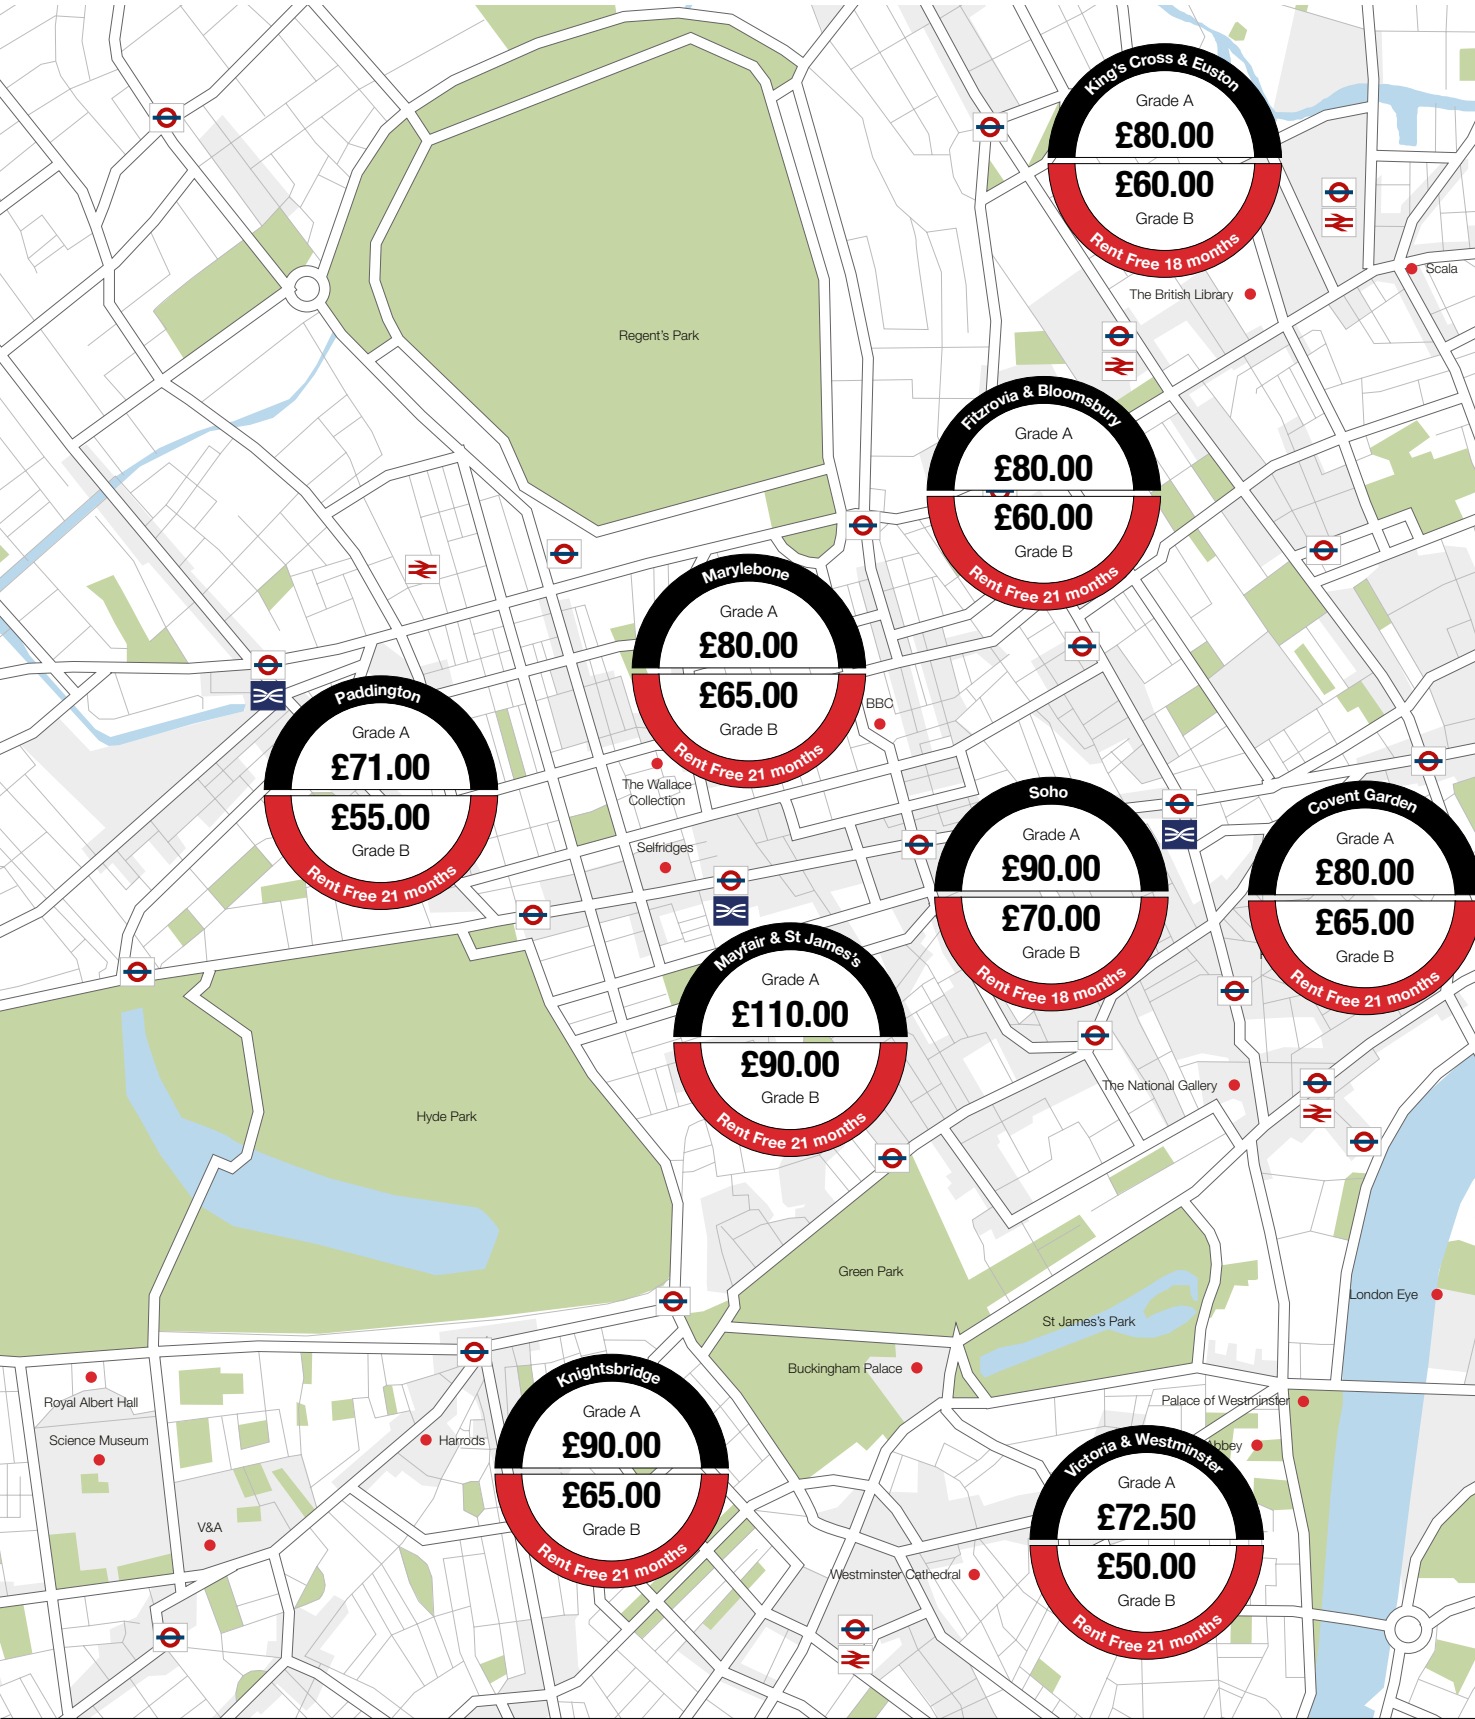 King's Cross & Euston
Grade A
£80.00
£60.00
Grade B
Rent Free 18 months
Scala
The British Library
Regent's Park
Fitzrovia & Bloomsbury
Grade A
£80.00
£60.00
Grade B
Rent Free 21 months
Marylebone
Grade A
£80.00
£65.00
Grade B
Rent Free 21 months
BBC
Paddington
Grade A
£71.00
£55.00
Grade B
Rent Free 21 months
The Wallace
Collection
Selfridges
Soho
Grade A
£90.00
£70.00
Grade B
Rent Free 18 months
Covent Garden
Grade A
£80.00
£65.00
Grade B
Rent Free 21 months
Mayfair & St James's
Grade A
£110.00
£90.00
Grade B
Rent Free 21 months
The National Gallery
Hyde Park
Green Park
St James's Park
London Eye
Buckingham Palace
Royal Albert Hall
Science Museum
Harrods
V&A
Knightsbridge
Grade A
£90.00
£65.00
Grade B
Rent Free 21 months
Palace of Westminster
Abbey
Victoria & Westminster
Grade A
£72.50
£50.00
Grade B
Rent Free 21 months
Westminster Cathedral